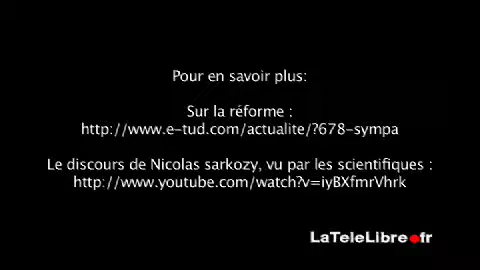 Pour en savoir plus:
Sur la réforme :
http://www.e-tud.com/actualite/?678-sympa
Le discours de Nicolas sarkozy, vu par les scientifiques :
http://www.youtube.com/watch?v=iyBXfmrVhrk
LaTeleLibre.fr